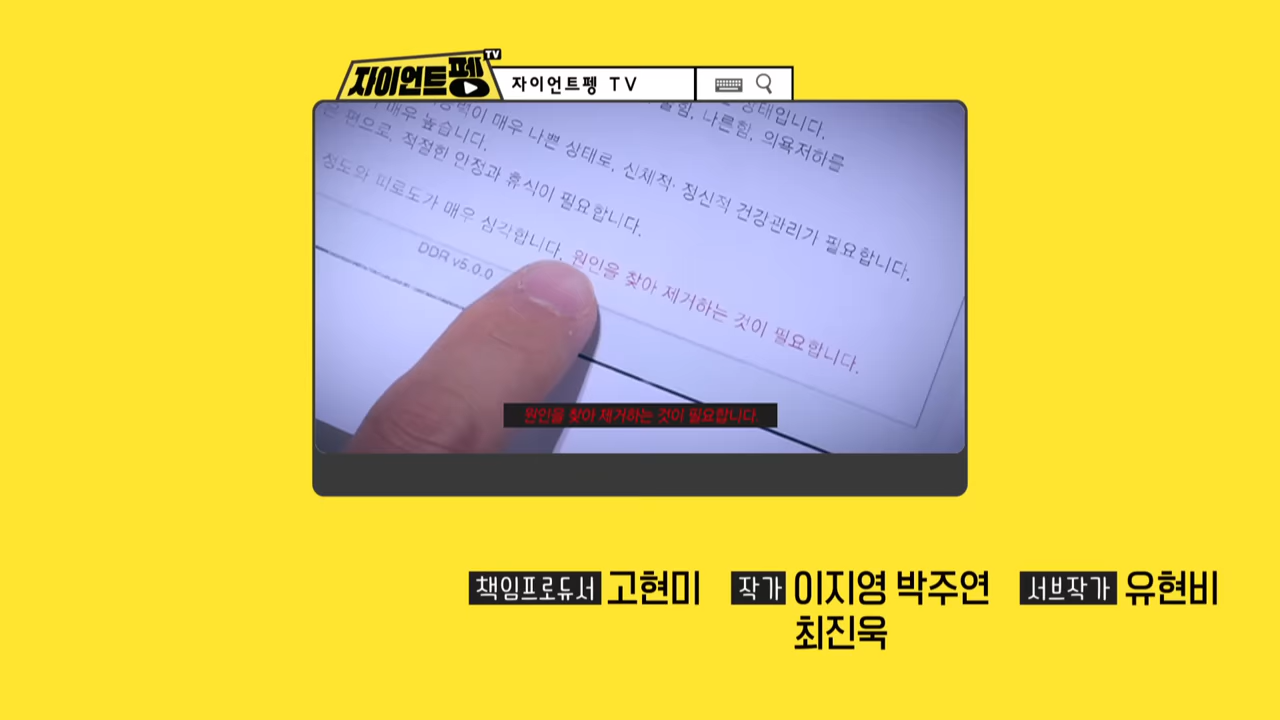 자이언트펭 TV
자이언트펭 TV
상태입니다.
나른함, 의욕저하를
매우 높습니다.
이 매우 나쁜 상태로, 신체적· 정신적 건강관리가 필요합니다.
편으로, 적절한 안정과 휴식이 필요합니다.
정도와 피로도가 매우 심각합니다. 원인을 찾아 제거하는 것이 필요합니다.
DDR v5.0.0
원인을 찾아 제거하는 것이 필요합니다
책임프로듀서 고현미 작가 이지영 박주연 서브작가 유현비
최진욱